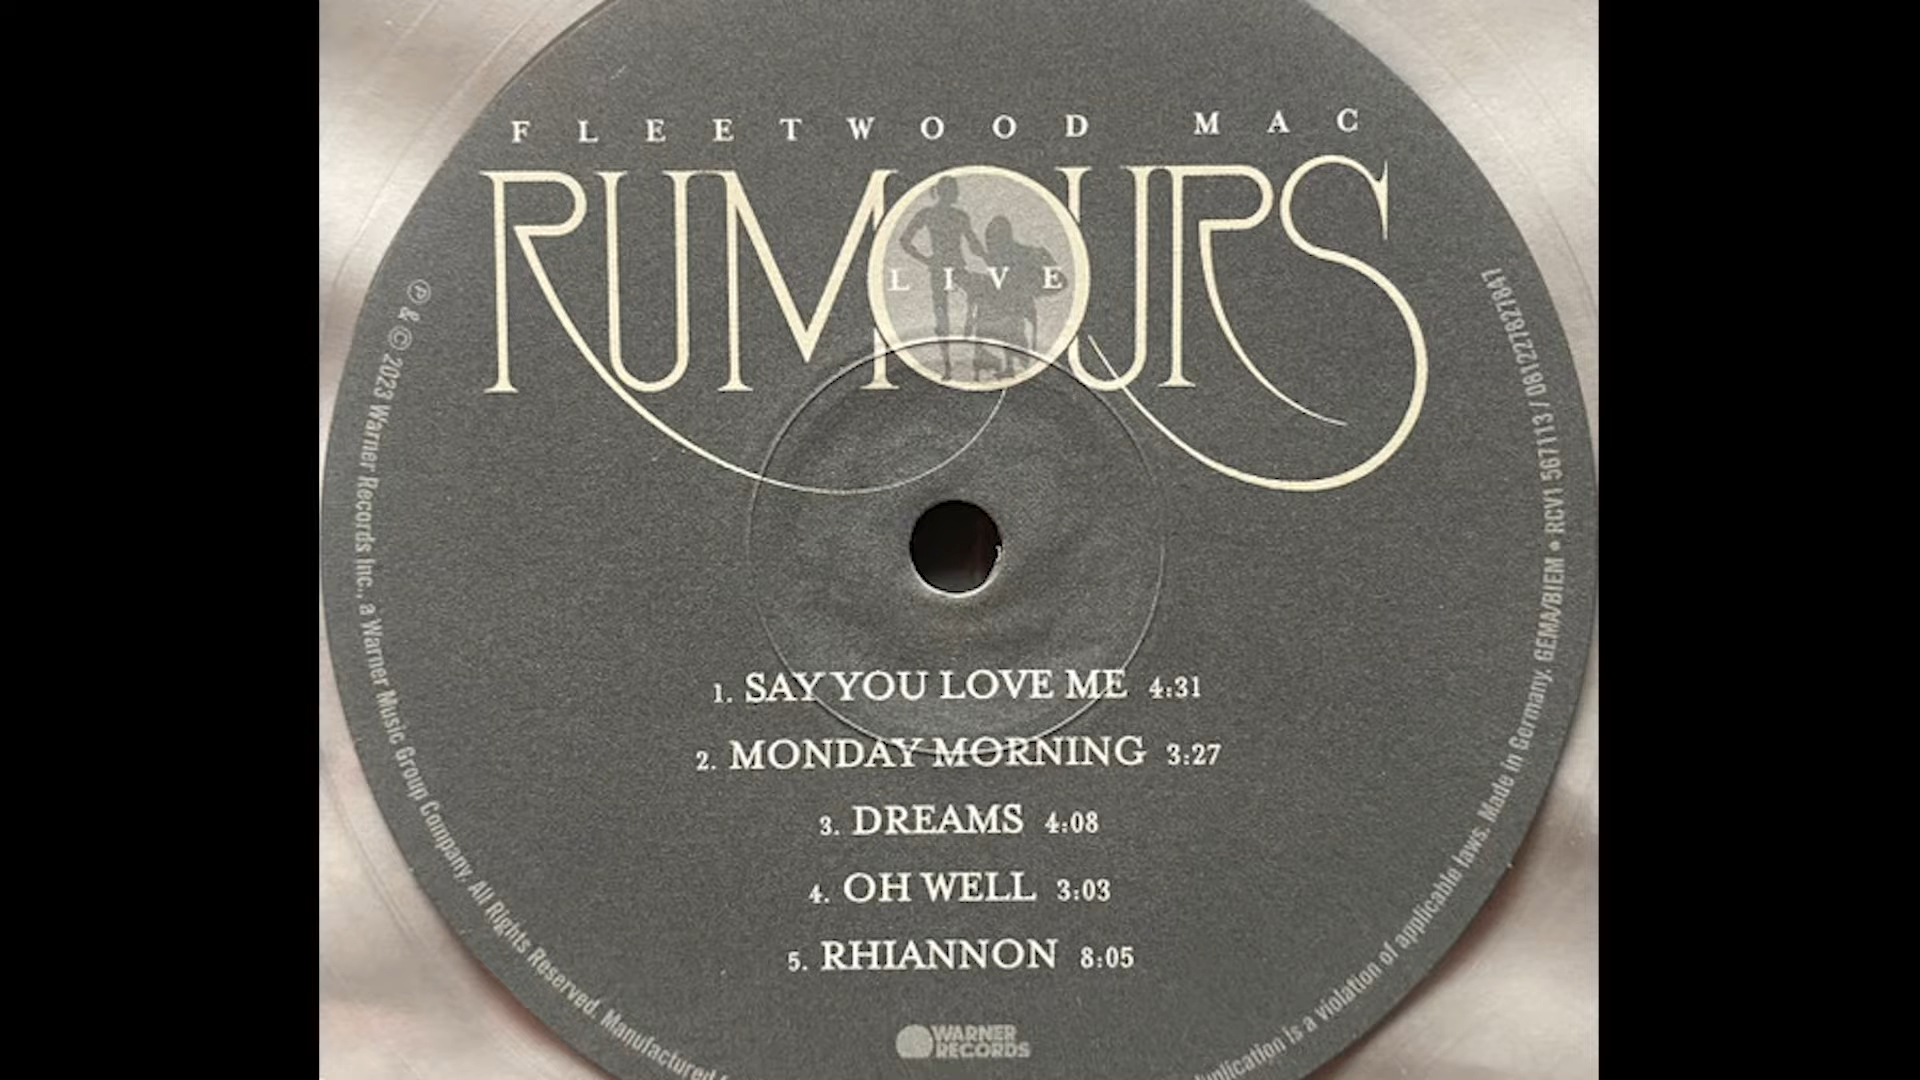 FLEETWOOD MAC
RUMOURS
LIVE
1. SAY YOU LOVE ME 4:31
2. MONDAY MORNING 3:27
3. DREAMS 4:08
4. OH WELL 3:03
5. RHIANNON 8:05
WARNER RECORDS
℗ & © 2023 Warner Records Inc., a Warner Music Group Company. All Rights Reserved. Manufactured
duplication is a violation of applicable laws. Made in Germany. GEMA/BIEM • RCV1 567113 / 081227827841